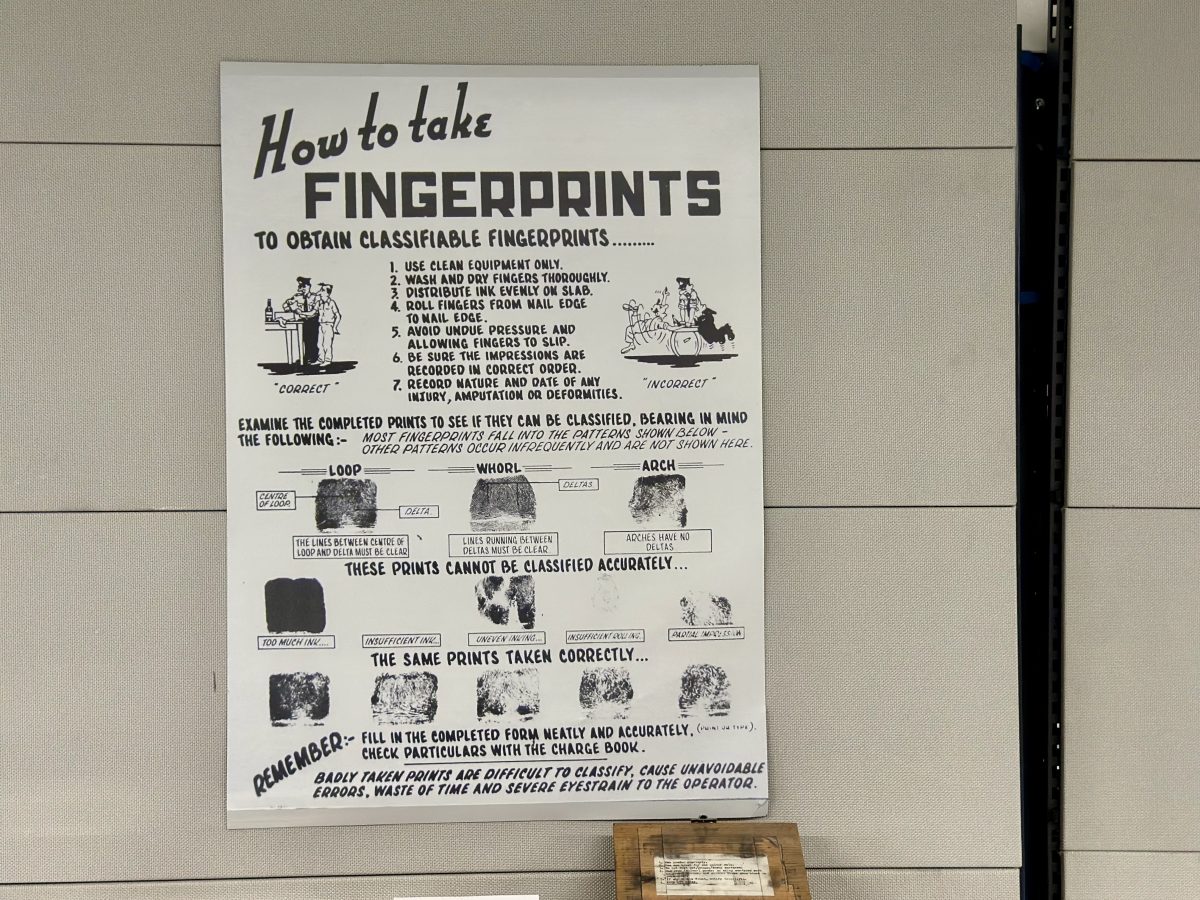 How to take
FINGERPRINTS
TO OBTAIN CLASSIFIABLE FINGERPRINTS.........
1. USE CLEAN EQUIPMENT ONLY.
2. WASH AND DRY FINGERS THOROUGHLY.
3. DISTRIBUTE INK EVENLY ON SLAB.
4. ROLL FINGERS FROM NAIL EDGE
TO NAIL EDGE.
5. AVOID UNDUE PRESSURE AND
ALLOWING FINGERS TO SLIP.
6. BE SURE THE IMPRESSIONS ARE
RECORDED IN CORRECT ORDER.
7. RECORD NATURE AND DATE OF ANY
INJURY, AMPUTATION OR DEFORMITIES.
"CORRECT"
"INCORRECT"
EXAMINE THE COMPLETED PRINTS TO SEE IF THEY CAN BE CLASSIFIED, BEARING IN MIND
THE FOLLOWING:- MOST FINGERPRINTS FALL INTO THE PATTERNS SHOWN BELOW -
OTHER PATTERNS OCCUR INFREQUENTLY AND ARE NOT SHOWN HERE.
LOOP WHORL ARCH
CENTRE
OF LOOP.
DELTA.
DELTAS.
THE LINES BETWEEN CENTRE OF
LOOP AND DELTA MUST BE CLEAR
LINES RUNNING BETWEEN
DELTAS MUST BE CLEAR.
ARCHES HAVE NO
DELTAS.
THESE PRINTS CANNOT BE CLASSIFIED ACCURATELY...
TOO MUCH INK.... INSUFFICIENT INK... UNEVEN INKING... INSUFFICIENT ROLLING. PARTIAL IMPRESSION
THE SAME PRINTS TAKEN CORRECTLY...
REMEMBER:- FILL IN THE COMPLETED FORM NEATLY AND ACCURATELY, (PRINT OR TYPE).
CHECK PARTICULARS WITH THE CHARGE BOOK.
BADLY TAKEN PRINTS ARE DIFFICULT TO CLASSIFY, CAUSE UNAVOIDABLE
ERRORS, WASTE OF TIME AND SEVERE EYESTRAIN TO THE OPERATOR.